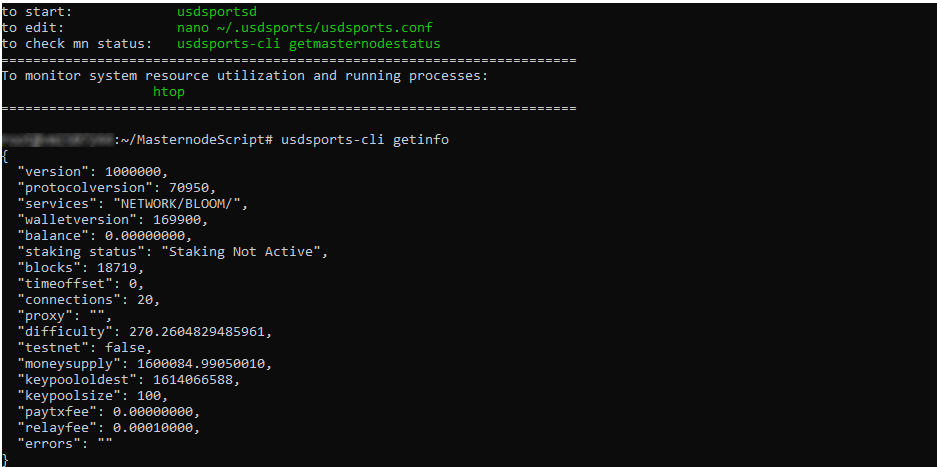 to start: usdsportsd
to edit: nano ~/.usdsports/usdsports.conf
to check mn status: usdsports-cli getmasternodestatus
========================================================================
To monitor system resource utilization and running processes:
htop
========================================================================
:~/MasternodeScript# usdsports-cli getinfo
{
"version": 1000000,
"protocolversion": 70950,
"services": "NETWORK/BLOOM/",
"walletversion": 169900,
"balance": 0.00000000,
"staking status": "Staking Not Active",
"blocks": 18719,
"timeoffset": 0,
"connections": 20,
"proxy": "",
"difficulty": 270.2604829485961,
"testnet": false,
"moneysupply": 1600084.99050010,
"keypoololdest": 1614066588,
"keypoolsize": 100,
"paytxfee": 0.00000000,
"relayfee": 0.00010000,
"errors": ""
}